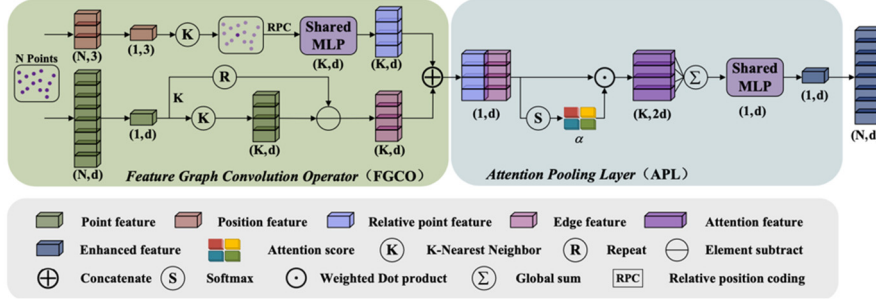 N Points
(N,3)
(1,3)
K
RPC
Shared
MLP
(K,d)
(K,d)
(N,d)
(1,d)
K
R
K
(K,d)
(K,d)
Feature Graph Convolution Operator (FGCO)
(1,d)
S
α
(K,2d)
Σ
Shared
MLP
(1,d)
(1,d)
(N,d
Attention Pooling Layer (APL)
Point feature
Position feature
Relative point feature
Edge feature
Attention feature
Enhanced feature
Attention score
K K-Nearest Neighbor
R Repeat
Element subtract
Concatenate
S Softmax
Weighted Dot product
Σ Global sum
RPC Relative position coding